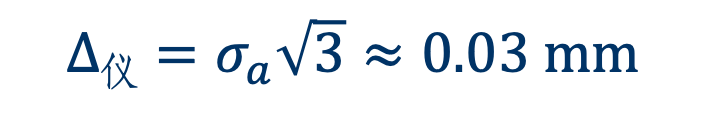 Δ仪 = σa√3 ≈ 0.03 mm